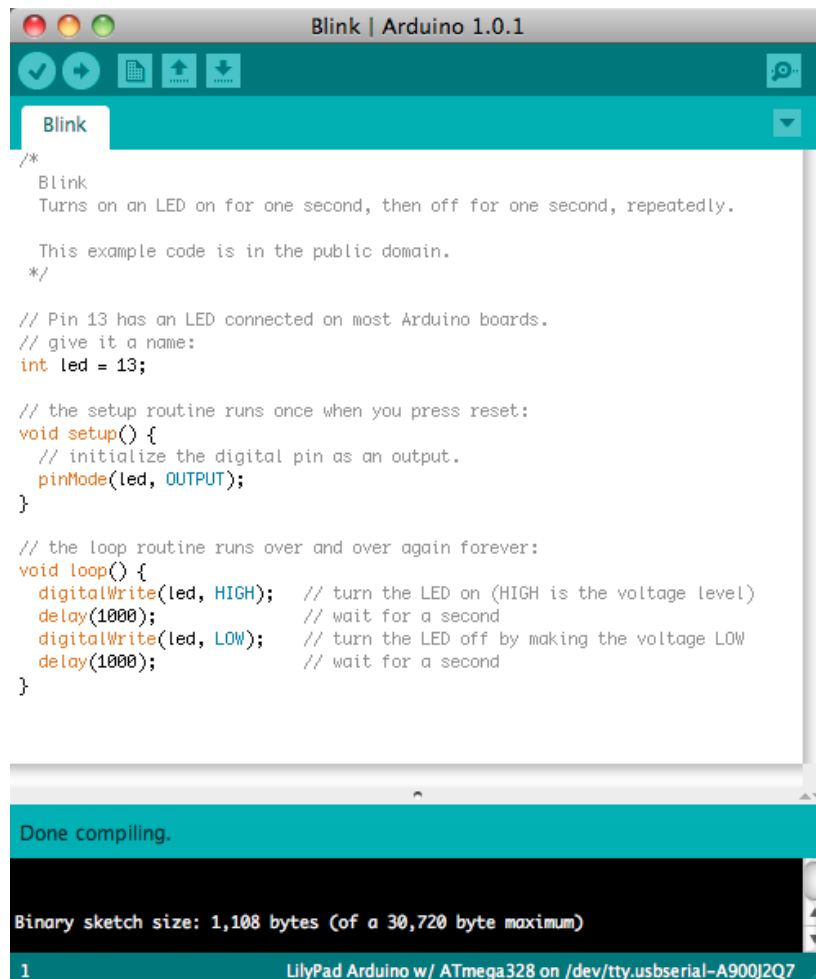 Blink | Arduino 1.0.1
Blink
/*
  Blink
  Turns on an LED on for one second, then off for one second, repeatedly.

  This example code is in the public domain.
 */

// Pin 13 has an LED connected on most Arduino boards.
// give it a name:
int led = 13;

// the setup routine runs once when you press reset:
void setup() {
  // initialize the digital pin as an output.
  pinMode(led, OUTPUT);
}

// the loop routine runs over and over again forever:
void loop() {
  digitalWrite(led, HIGH);   // turn the LED on (HIGH is the voltage level)
  delay(1000);               // wait for a second
  digitalWrite(led, LOW);    // turn the LED off by making the voltage LOW
  delay(1000);               // wait for a second
}
Done compiling.
Binary sketch size: 1,108 bytes (of a 30,720 byte maximum)
1 LilyPad Arduino w/ ATmega328 on /dev/tty.usbserial-A900J2Q7